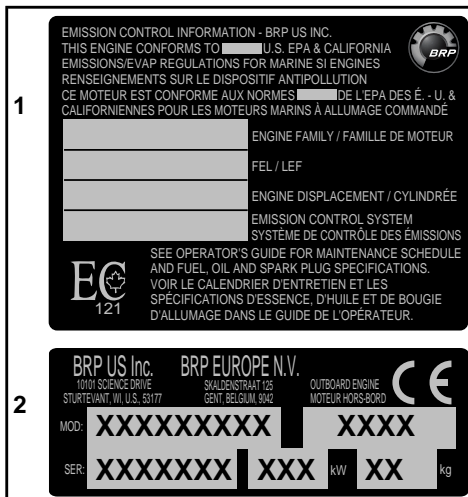 1
EMISSION CONTROL INFORMATION - BRP US INC.
THIS ENGINE CONFORMS TO U.S. EPA & CALIFORNIA
EMISSIONS/EVAP REGULATIONS FOR MARINE SI ENGINES
RENSEIGNEMENTS SUR LE DISPOSITIF ANTIPOLLUTION
CE MOTEUR EST CONFORME AUX NORMES DE L'EPA DES É. - U. &
CALIFORNIENNES POUR LES MOTEURS MARINS À ALLUMAGE COMMANDÉ
BRP
ENGINE FAMILY / FAMILLE DE MOTEUR
FEL / LEF
ENGINE DISPLACEMENT / CYLINDRÉE
EMISSION CONTROL SYSTEM
SYSTÈME DE CONTRÔLE DES ÉMISSIONS
EC
121
SEE OPERATOR'S GUIDE FOR MAINTENANCE SCHEDULE
AND FUEL, OIL AND SPARK PLUG SPECIFICATIONS.
VOIR LE CALENDRIER D'ENTRETIEN ET LES
SPÉCIFICATIONS D'ESSENCE, D'HUILE ET DE BOUGIE
D'ALLUMAGE DANS LE GUIDE DE L'OPÉRATEUR.
2
BRP US Inc.
10101 SCIENCE DRIVE
STURTEVANT, WI, U.S., 53177
BRP EUROPE N.V.
SKALDENSTRAAT 125
GENT, BELGIUM, 9042
OUTBOARD ENGINE
MOTEUR HORS-BORD
CE
MOD: XXXXXXXXX XXXX
SER: XXXXXXX XXX kW XX kg